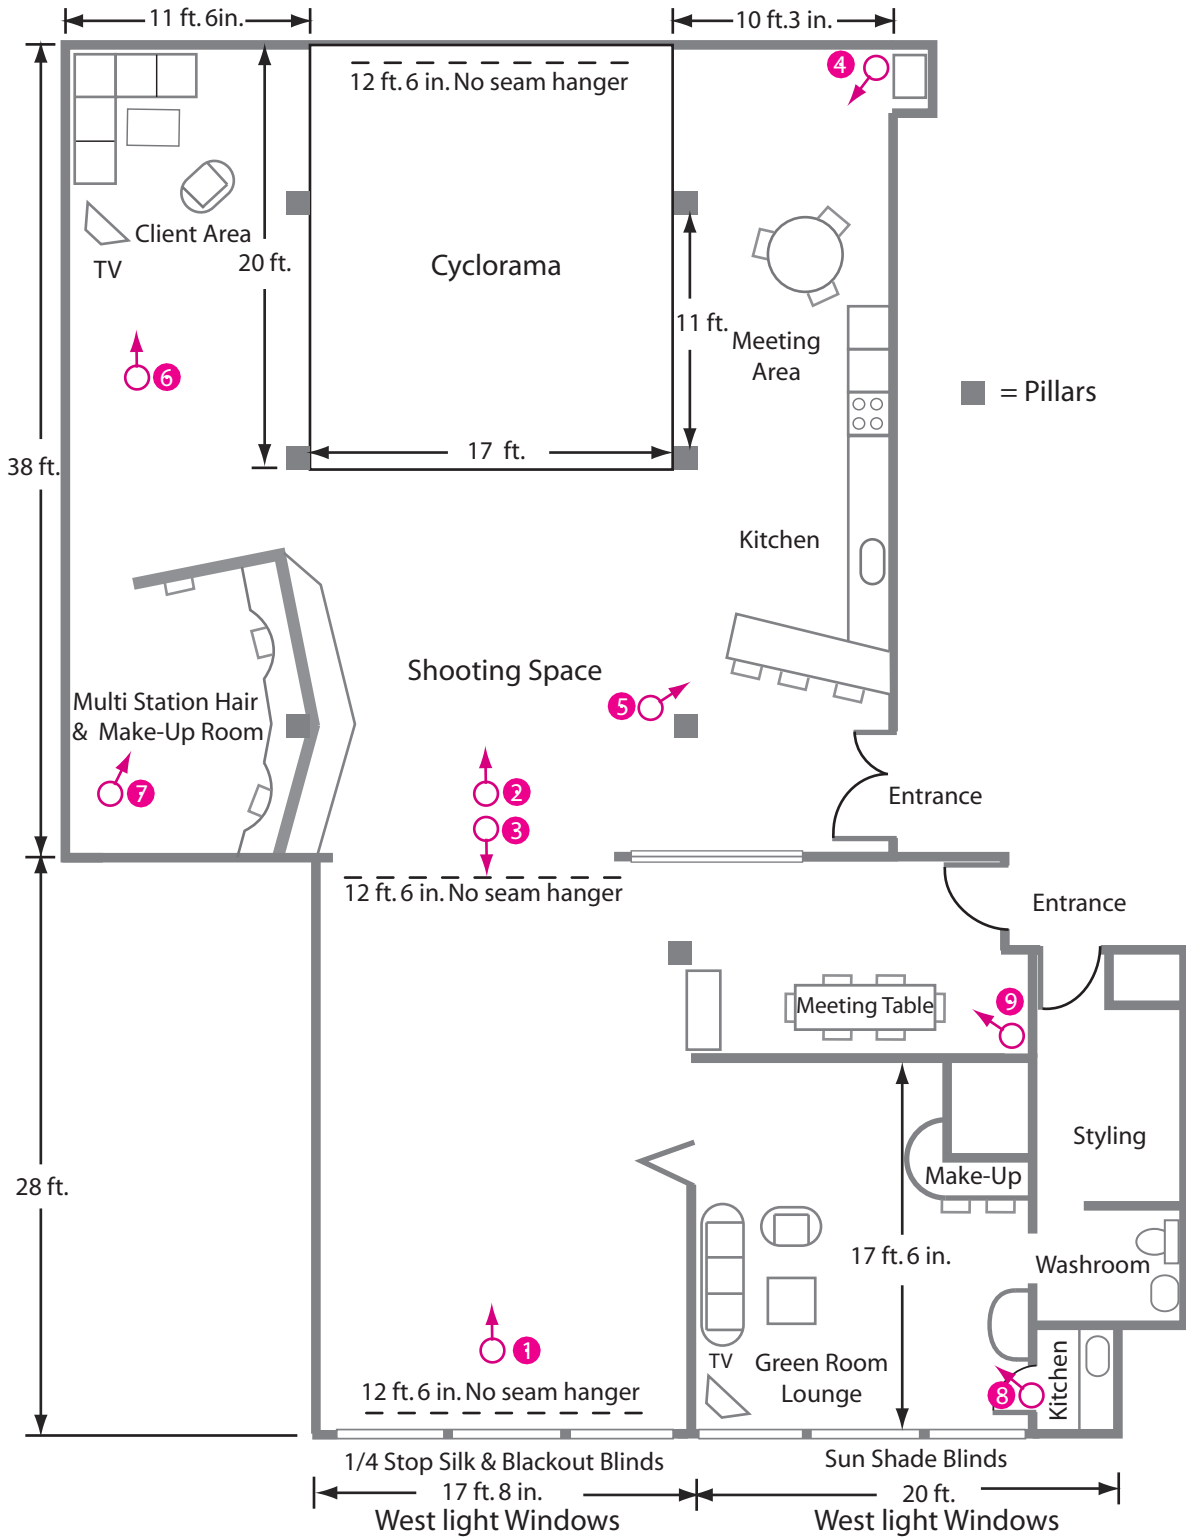 11 ft. 6in.
10 ft.3 in.
12 ft. 6 in. No seam hanger
4
Client Area
TV
20 ft.
Cyclorama
11 ft.
Meeting
Area
6
= Pillars
17 ft.
38 ft.
Kitchen
Shooting Space
Multi Station Hair
& Make-Up Room
5
7
2
3
Entrance
12 ft. 6 in. No seam hanger
Entrance
Meeting Table
9
Styling
Make-Up
28 ft.
17 ft. 6 in.
Washroom
1
TV
Green Room
Lounge
8
Kitchen
12 ft. 6 in. No seam hanger
1/4 Stop Silk & Blackout Blinds
Sun Shade Blinds
17 ft. 8 in.
20 ft.
West light Windows
West light Windows